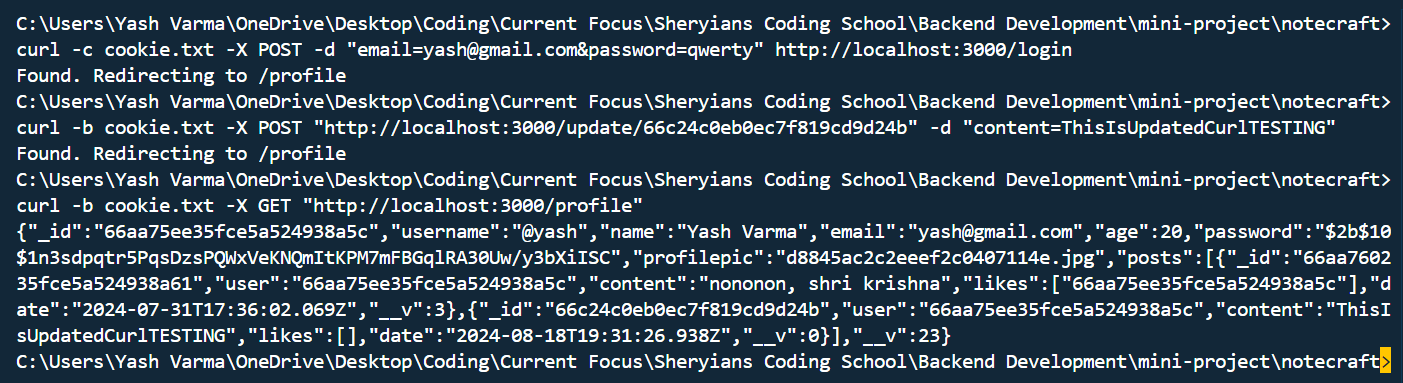 C:\Users\Yash Varma\OneDrive\Desktop\Coding\Current Focus\Sheryians Coding School\Backend Development\mini-project\notecraft>
curl -c cookie.txt -X POST -d "email=yash@gmail.com&password=qwerty" http://localhost:3000/login
Found. Redirecting to /profile
C:\Users\Yash Varma\OneDrive\Desktop\Coding\Current Focus\Sheryians Coding School\Backend Development\mini-project\notecraft>
curl -b cookie.txt -X POST "http://localhost:3000/update/66c24c0eb0ec7f819cd9d24b" -d "content=ThisIsUpdatedCurlTESTING"
Found. Redirecting to /profile
C:\Users\Yash Varma\OneDrive\Desktop\Coding\Current Focus\Sheryians Coding School\Backend Development\mini-project\notecraft>
curl -b cookie.txt -X GET "http://localhost:3000/profile"
{"_id":"66aa75ee35fce5a524938a5c","username":"@yash","name":"Yash Varma","email":"yash@gmail.com","age":20,"password":"$2b$10
$1n3sdpqtr5PqsDzsPQWxVeKNQmItKPM7mFBGqlRA30Uw/y3bXiISC","profilepic":"d8845ac2c2eeef2c0407114e.jpg","posts":[{"_id":"66aa760
235fce5a524938a61","user":"66aa75ee35fce5a524938a5c","content":"nononon, shri krishna","likes":["66aa75ee35fce5a524938a5c"],"d
ate":"2024-07-31T17:36:02.069Z","__v":3},{"_id":"66c24c0eb0ec7f819cd9d24b","user":"66aa75ee35fce5a524938a5c","content":"ThisI
sUpdatedCurlTESTING","likes":[],"date":"2024-08-18T19:31:26.938Z","__v":0}],"__v":23}
C:\Users\Yash Varma\OneDrive\Desktop\Coding\Current Focus\Sheryians Coding School\Backend Development\mini-project\notecraft>